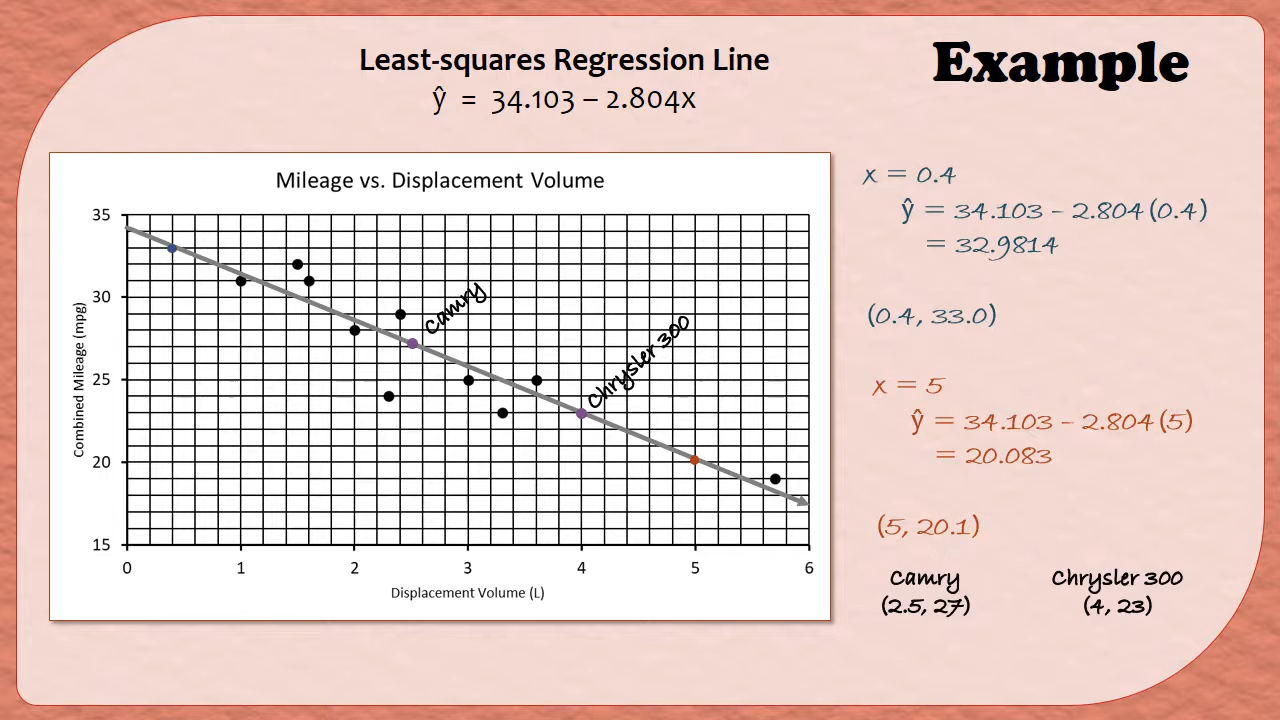 Least-squares Regression Line
ŷ = 34.103 – 2.804x
Example
Mileage vs. Displacement Volume
35
30
25
20
15
0 1 2 3 4 5 6
Combined Mileage (mpg)
Displacement Volume (L)
Camry
Chrysler 300
x = 0.4
ŷ = 34.103 – 2.804(0.4)
= 32.9814
(0.4, 33.0)
x = 5
ŷ = 34.103 – 2.804(5)
= 20.083
(5, 20.1)
Camry
(2.5, 27)
Chrysler 300
(4, 23)